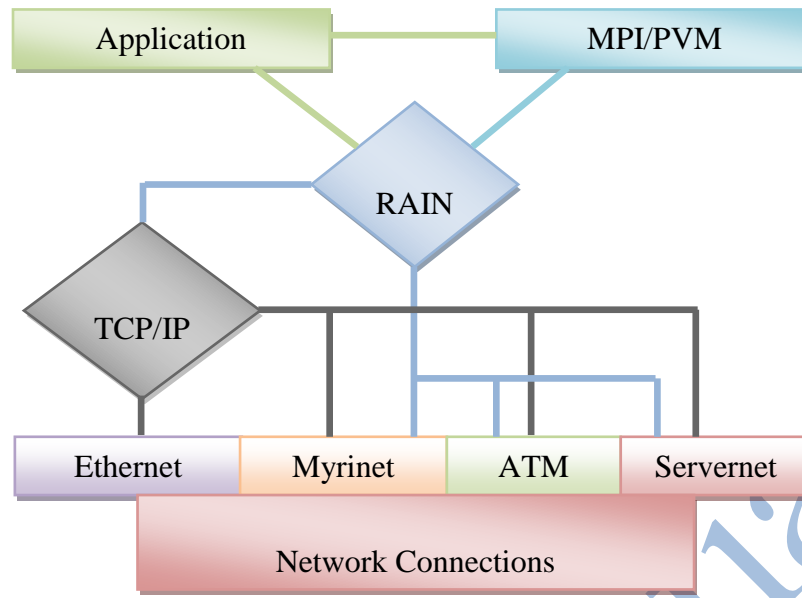 Application
MPI/PVM
RAIN
TCP/IP
Ethernet
Myrinet
ATM
Servernet
Network Connections